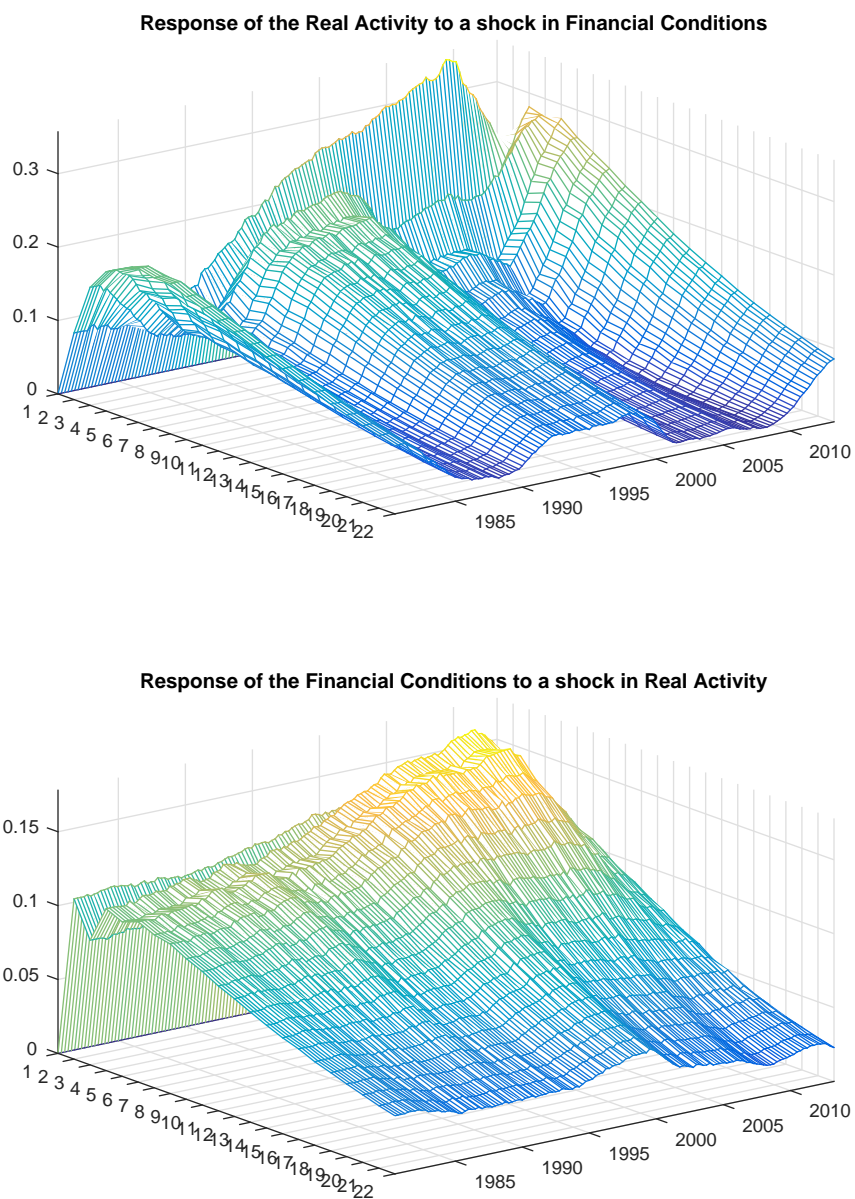 Response of the Real Activity to a shock in Financial Conditions
0.3
0.2
0.1
0
1 2 3 4 5 6 7 8 9 10 11 12 13 14 15 16 17 18 19 20 21 22
1985 1990 1995 2000 2005 2010
Response of the Financial Conditions to a shock in Real Activity
0.15
0.1
0.05
0
1 2 3 4 5 6 7 8 9 10 11 12 13 14 15 16 17 18 19 20 21 22
1985 1990 1995 2000 2005 2010